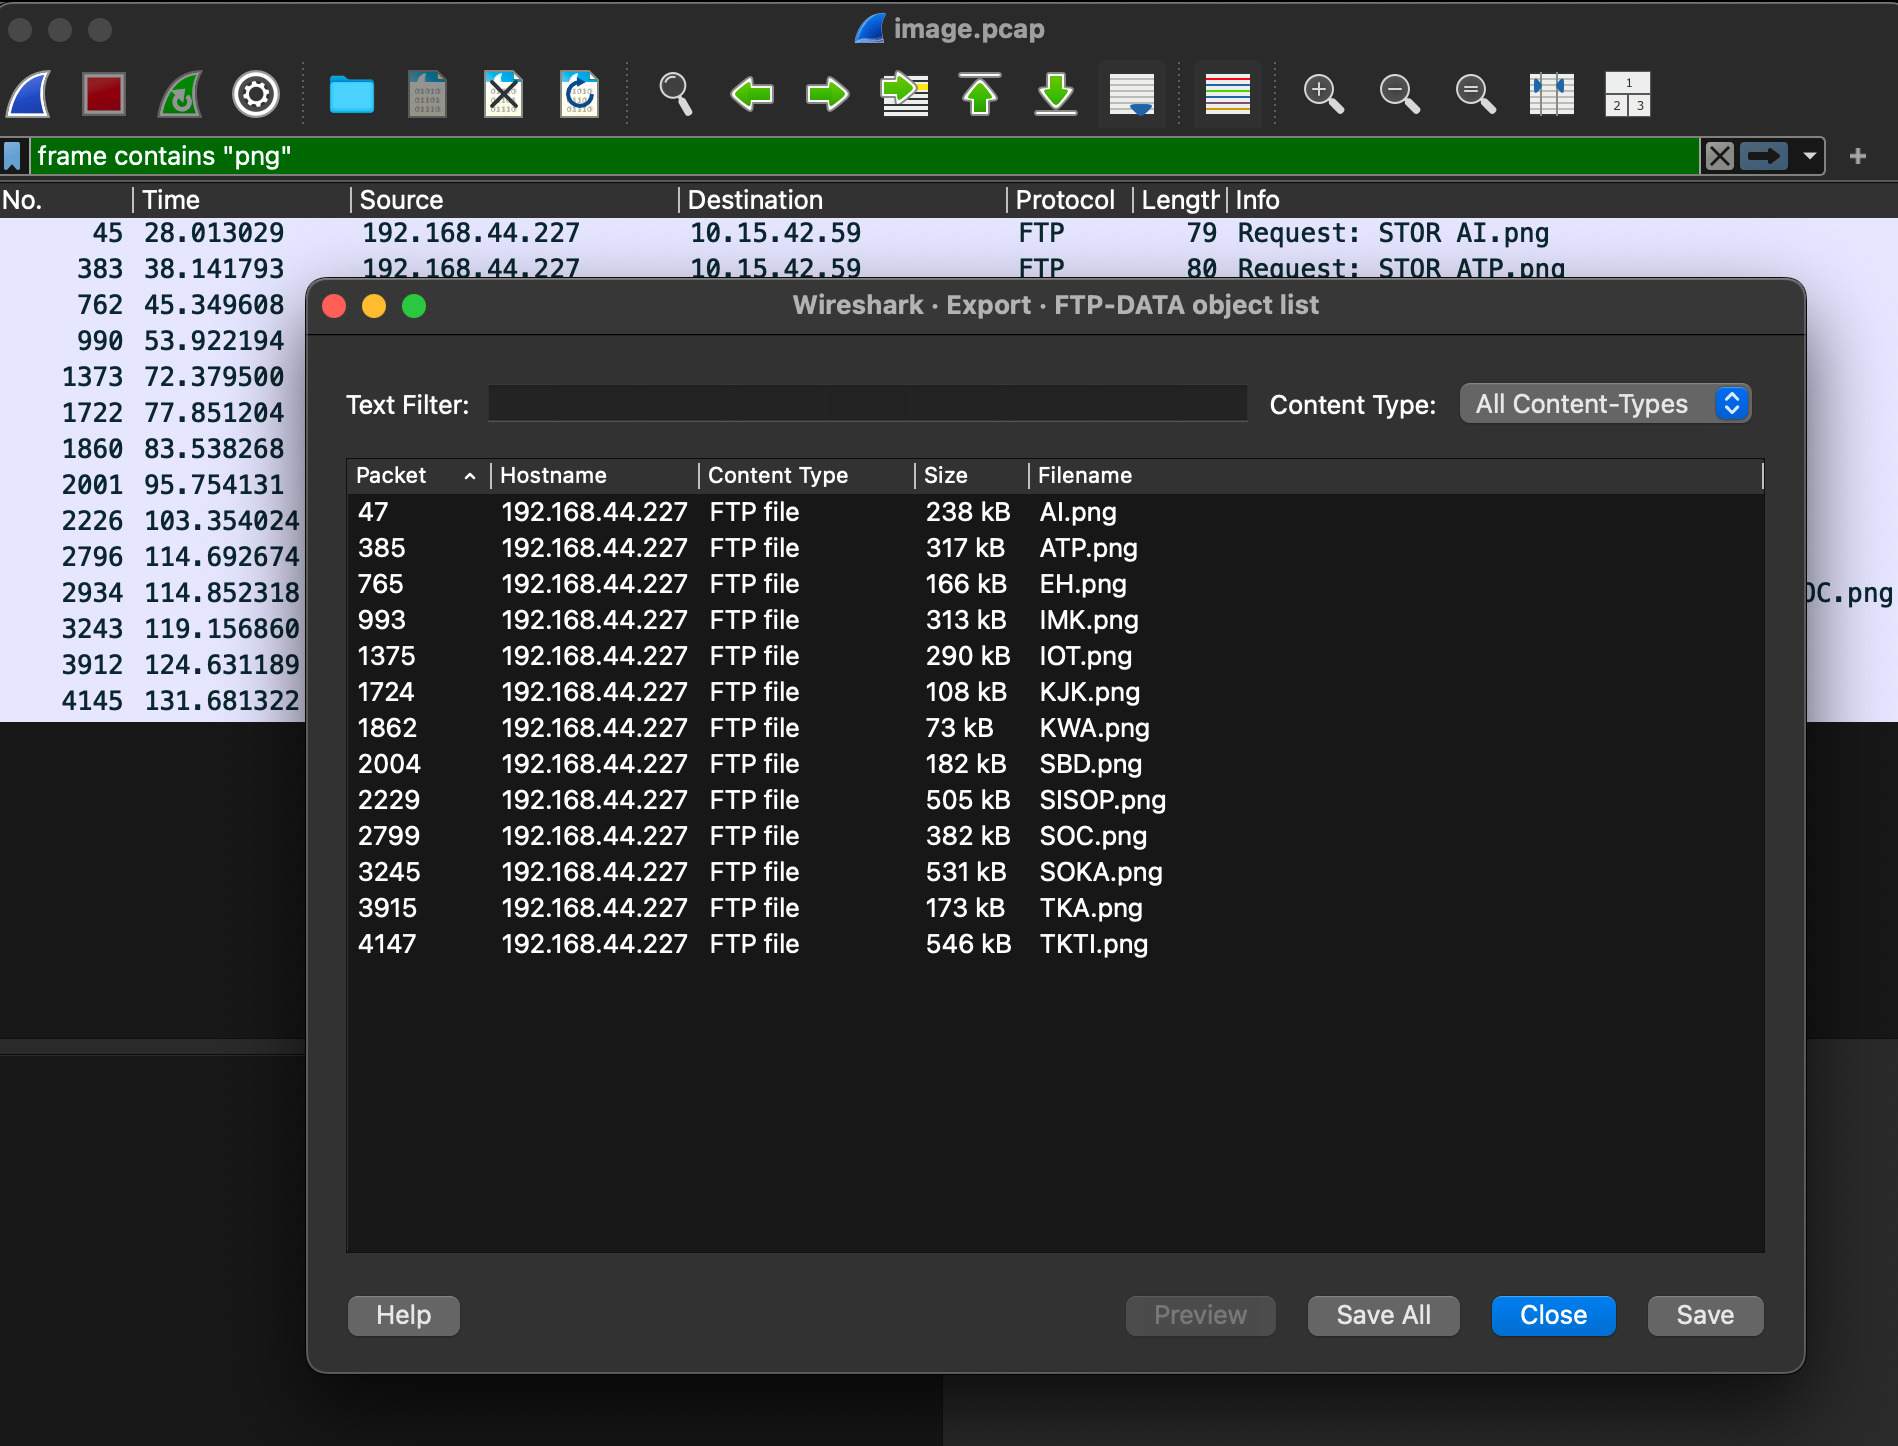 image.pcap
1
2 3
frame contains "png"
No. Time Source Destination Protocol Length Info
45 28.013029 192.168.44.227 10.15.42.59 FTP 79 Request: STOR AI.png
383 38.141793 192.168.44.227 10.15.42.59 FTP 80 Request: STOR ATP.png
762 45.349608
990 53.922194
1373 72.379500
1722 77.851204
1860 83.538268
2001 95.754131
2226 103.354024
2796 114.692674
2934 114.852318 OC.png
3243 119.156860
3912 124.631189
4145 131.681322
Wireshark · Export · FTP-DATA object list
Text Filter: Content Type: All Content-Types
Packet Hostname Content Type Size Filename
47 192.168.44.227 FTP file 238 kB AI.png
385 192.168.44.227 FTP file 317 kB ATP.png
765 192.168.44.227 FTP file 166 kB EH.png
993 192.168.44.227 FTP file 313 kB IMK.png
1375 192.168.44.227 FTP file 290 kB IOT.png
1724 192.168.44.227 FTP file 108 kB KJK.png
1862 192.168.44.227 FTP file 73 kB KWA.png
2004 192.168.44.227 FTP file 182 kB SBD.png
2229 192.168.44.227 FTP file 505 kB SISOP.png
2799 192.168.44.227 FTP file 382 kB SOC.png
3245 192.168.44.227 FTP file 531 kB SOKA.png
3915 192.168.44.227 FTP file 173 kB TKA.png
4147 192.168.44.227 FTP file 546 kB TKTI.png
Help Preview Save All Close Save